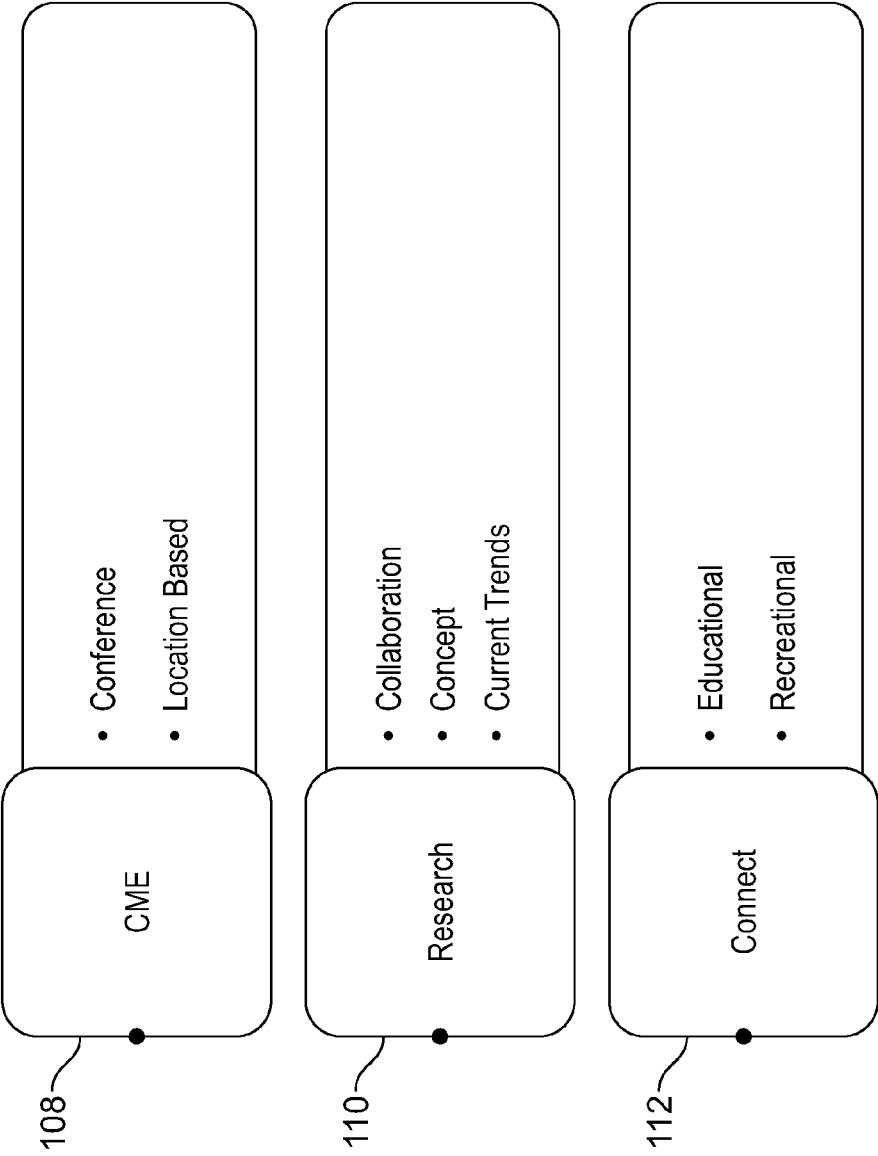 108
CME
• Conference
• Location Based
110
Research
• Collaboration
• Concept
• Current Trends
112
Connect
• Educational
• Recreational